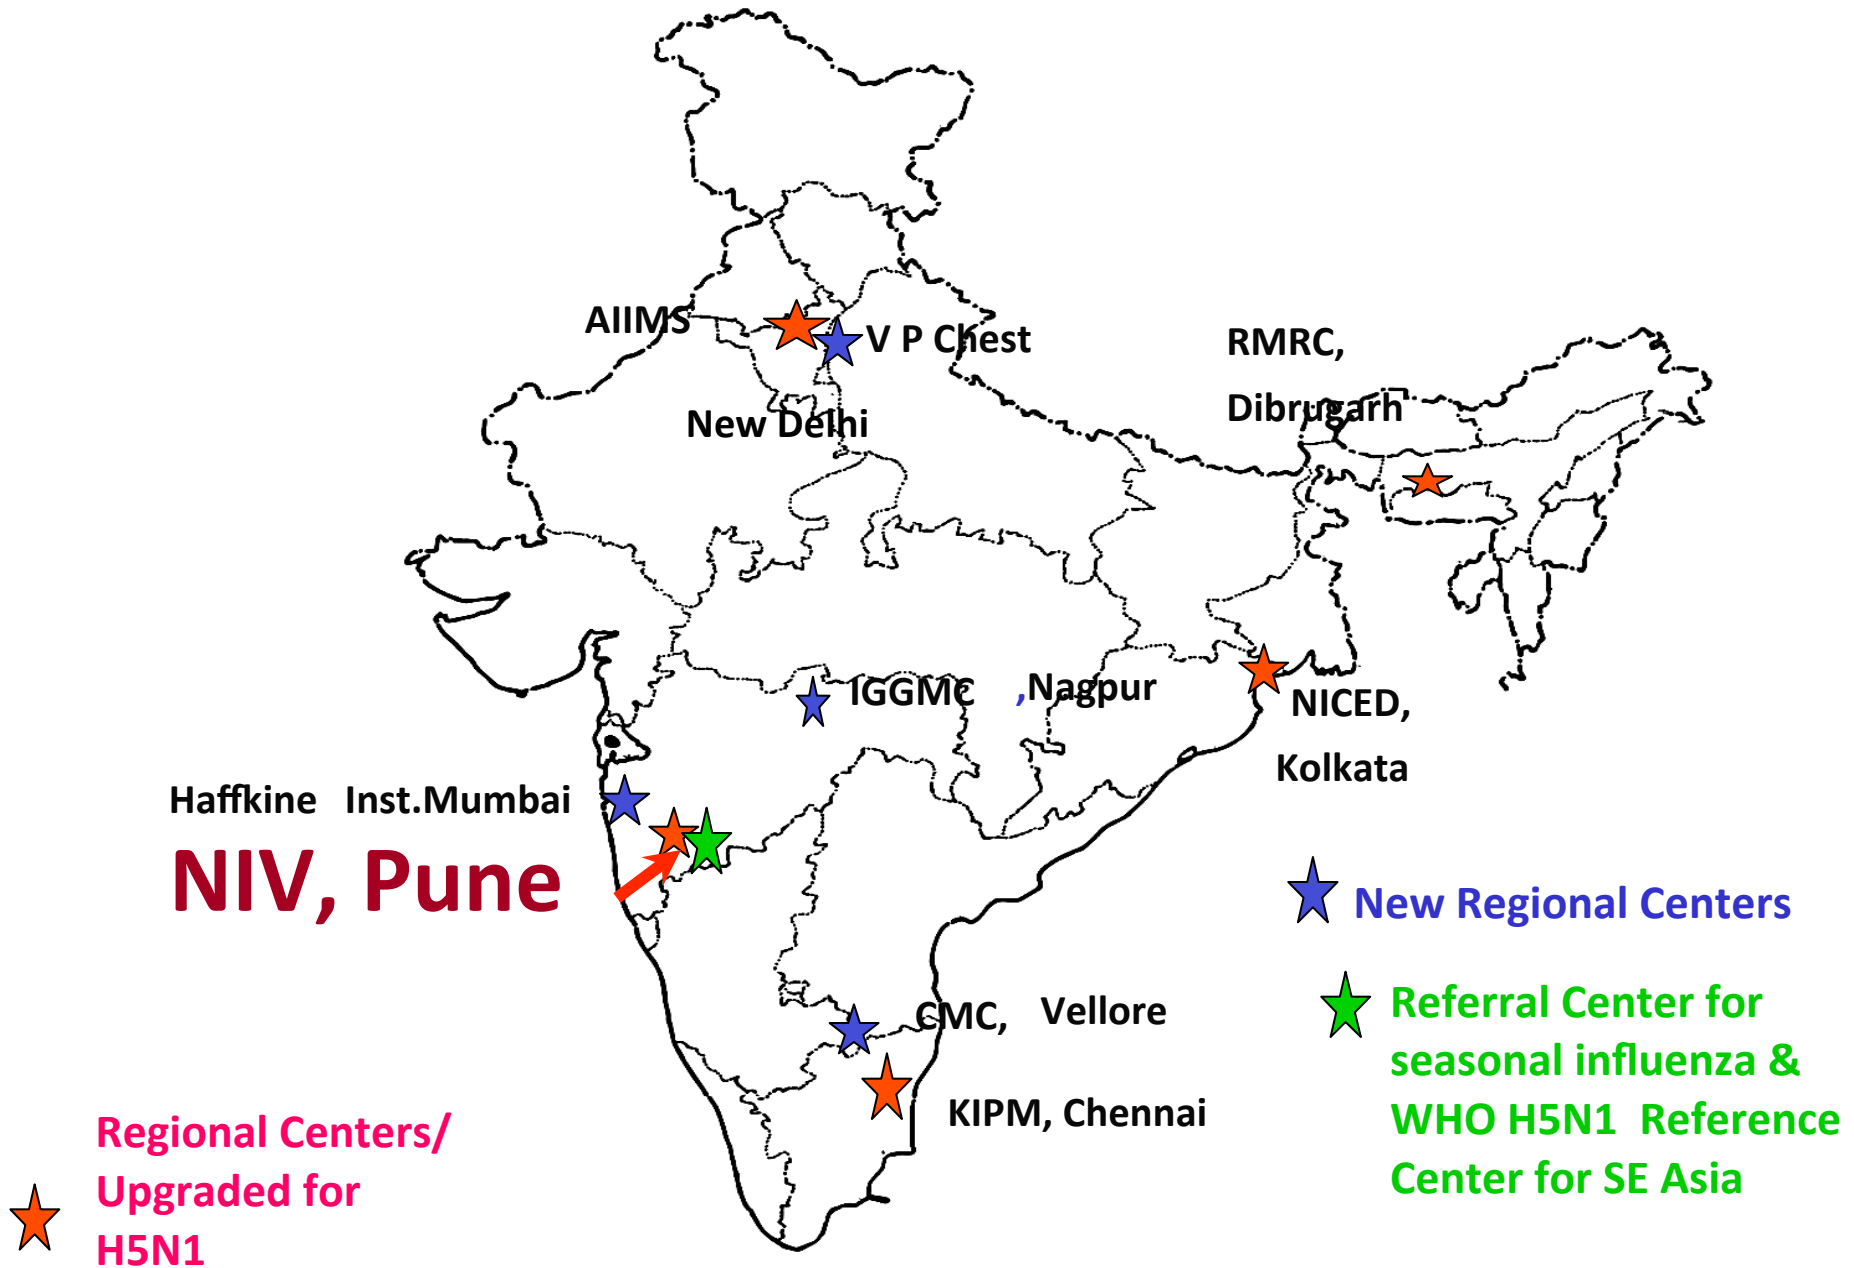 AIIMS
V P Chest
New Delhi
RMRC,
Dibrugarh
IGGMC ,Nagpur
NICED,
Kolkata
Haffkine Inst.Mumbai
NIV, Pune
New Regional Centers
CMC, Vellore
KIPM, Chennai
Referral Center for
seasonal influenza &
WHO H5N1 Reference
Center for SE Asia
Regional Centers/
Upgraded for
H5N1